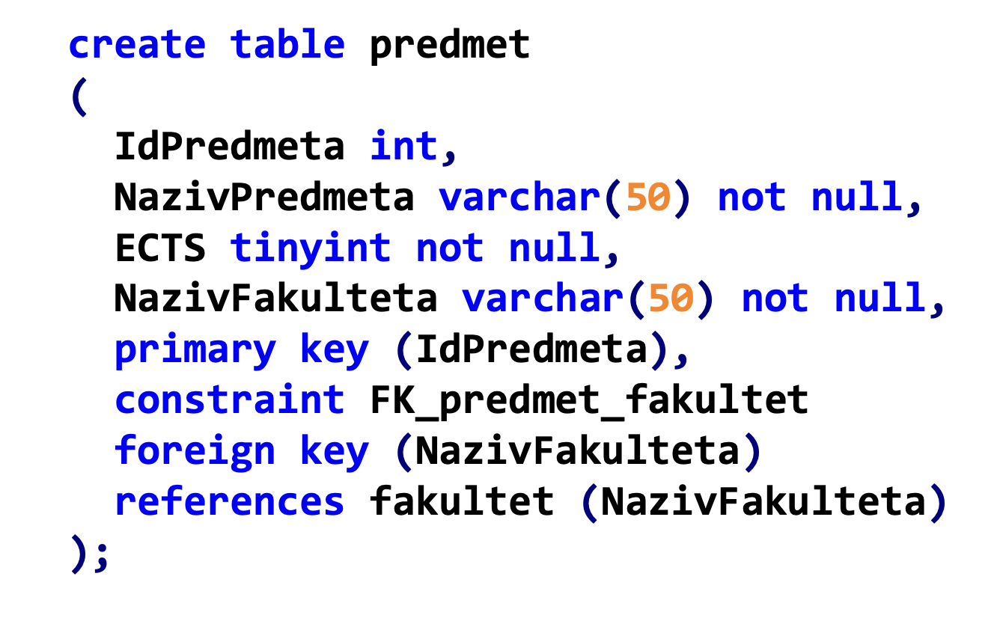 create table predmet
(
IdPredmeta int,
NazivPredmeta varchar(50) not null,
ECTS tinyint not null,
NazivFakulteta varchar(50) not null,
primary key (IdPredmeta),
constraint FK_predmet_fakultet
foreign key (NazivFakulteta)
references fakultet (NazivFakulteta)
);